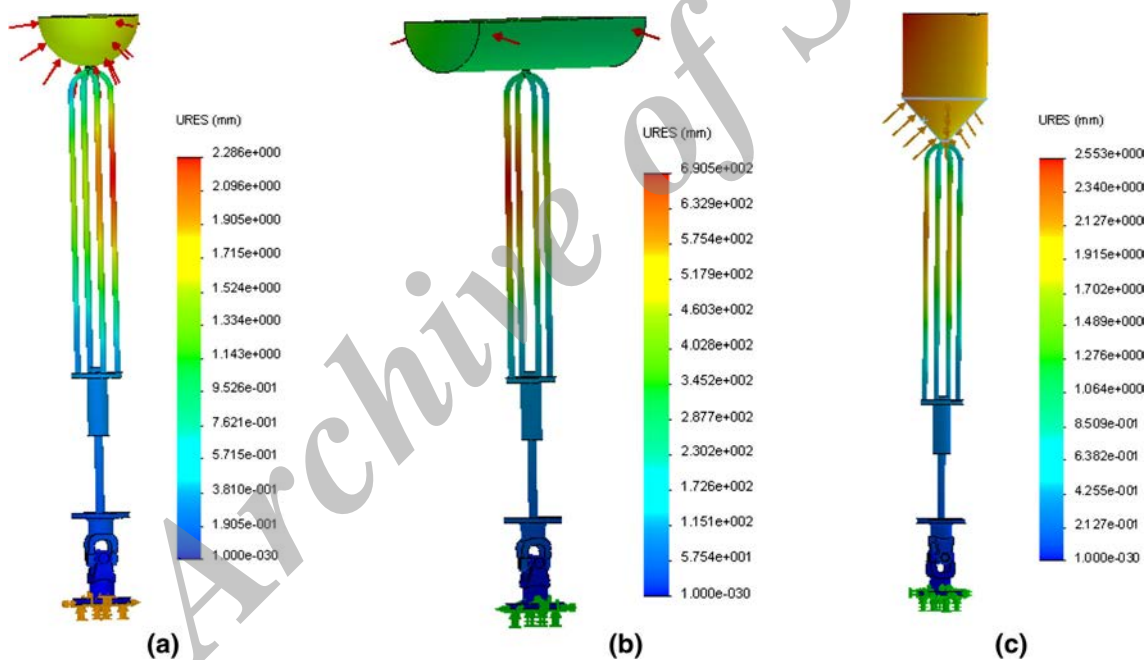 URES (mm)
2.286e+000
2.096e+000
1.905e+000
1.715e+000
1.524e+000
1.334e+000
1.143e+000
9.526e-001
7.621e-001
5.715e-001
3.810e-001
1.905e-001
1.000e-030
(a)
URES (mm)
6.905e+002
6.329e+002
5.754e+002
5.179e+002
4.603e+002
4.028e+002
3.452e+002
2.877e+002
2.302e+002
1.726e+002
1.151e+002
5.754e+001
1.000e-030
(b)
URES (mm)
2.553e+000
2.340e+000
2.127e+000
1.915e+000
1.702e+000
1.489e+000
1.276e+000
1.064e+000
8.509e-001
6.382e-001
4.255e-001
2.127e-001
1.000e-030
(c)
Archive of S